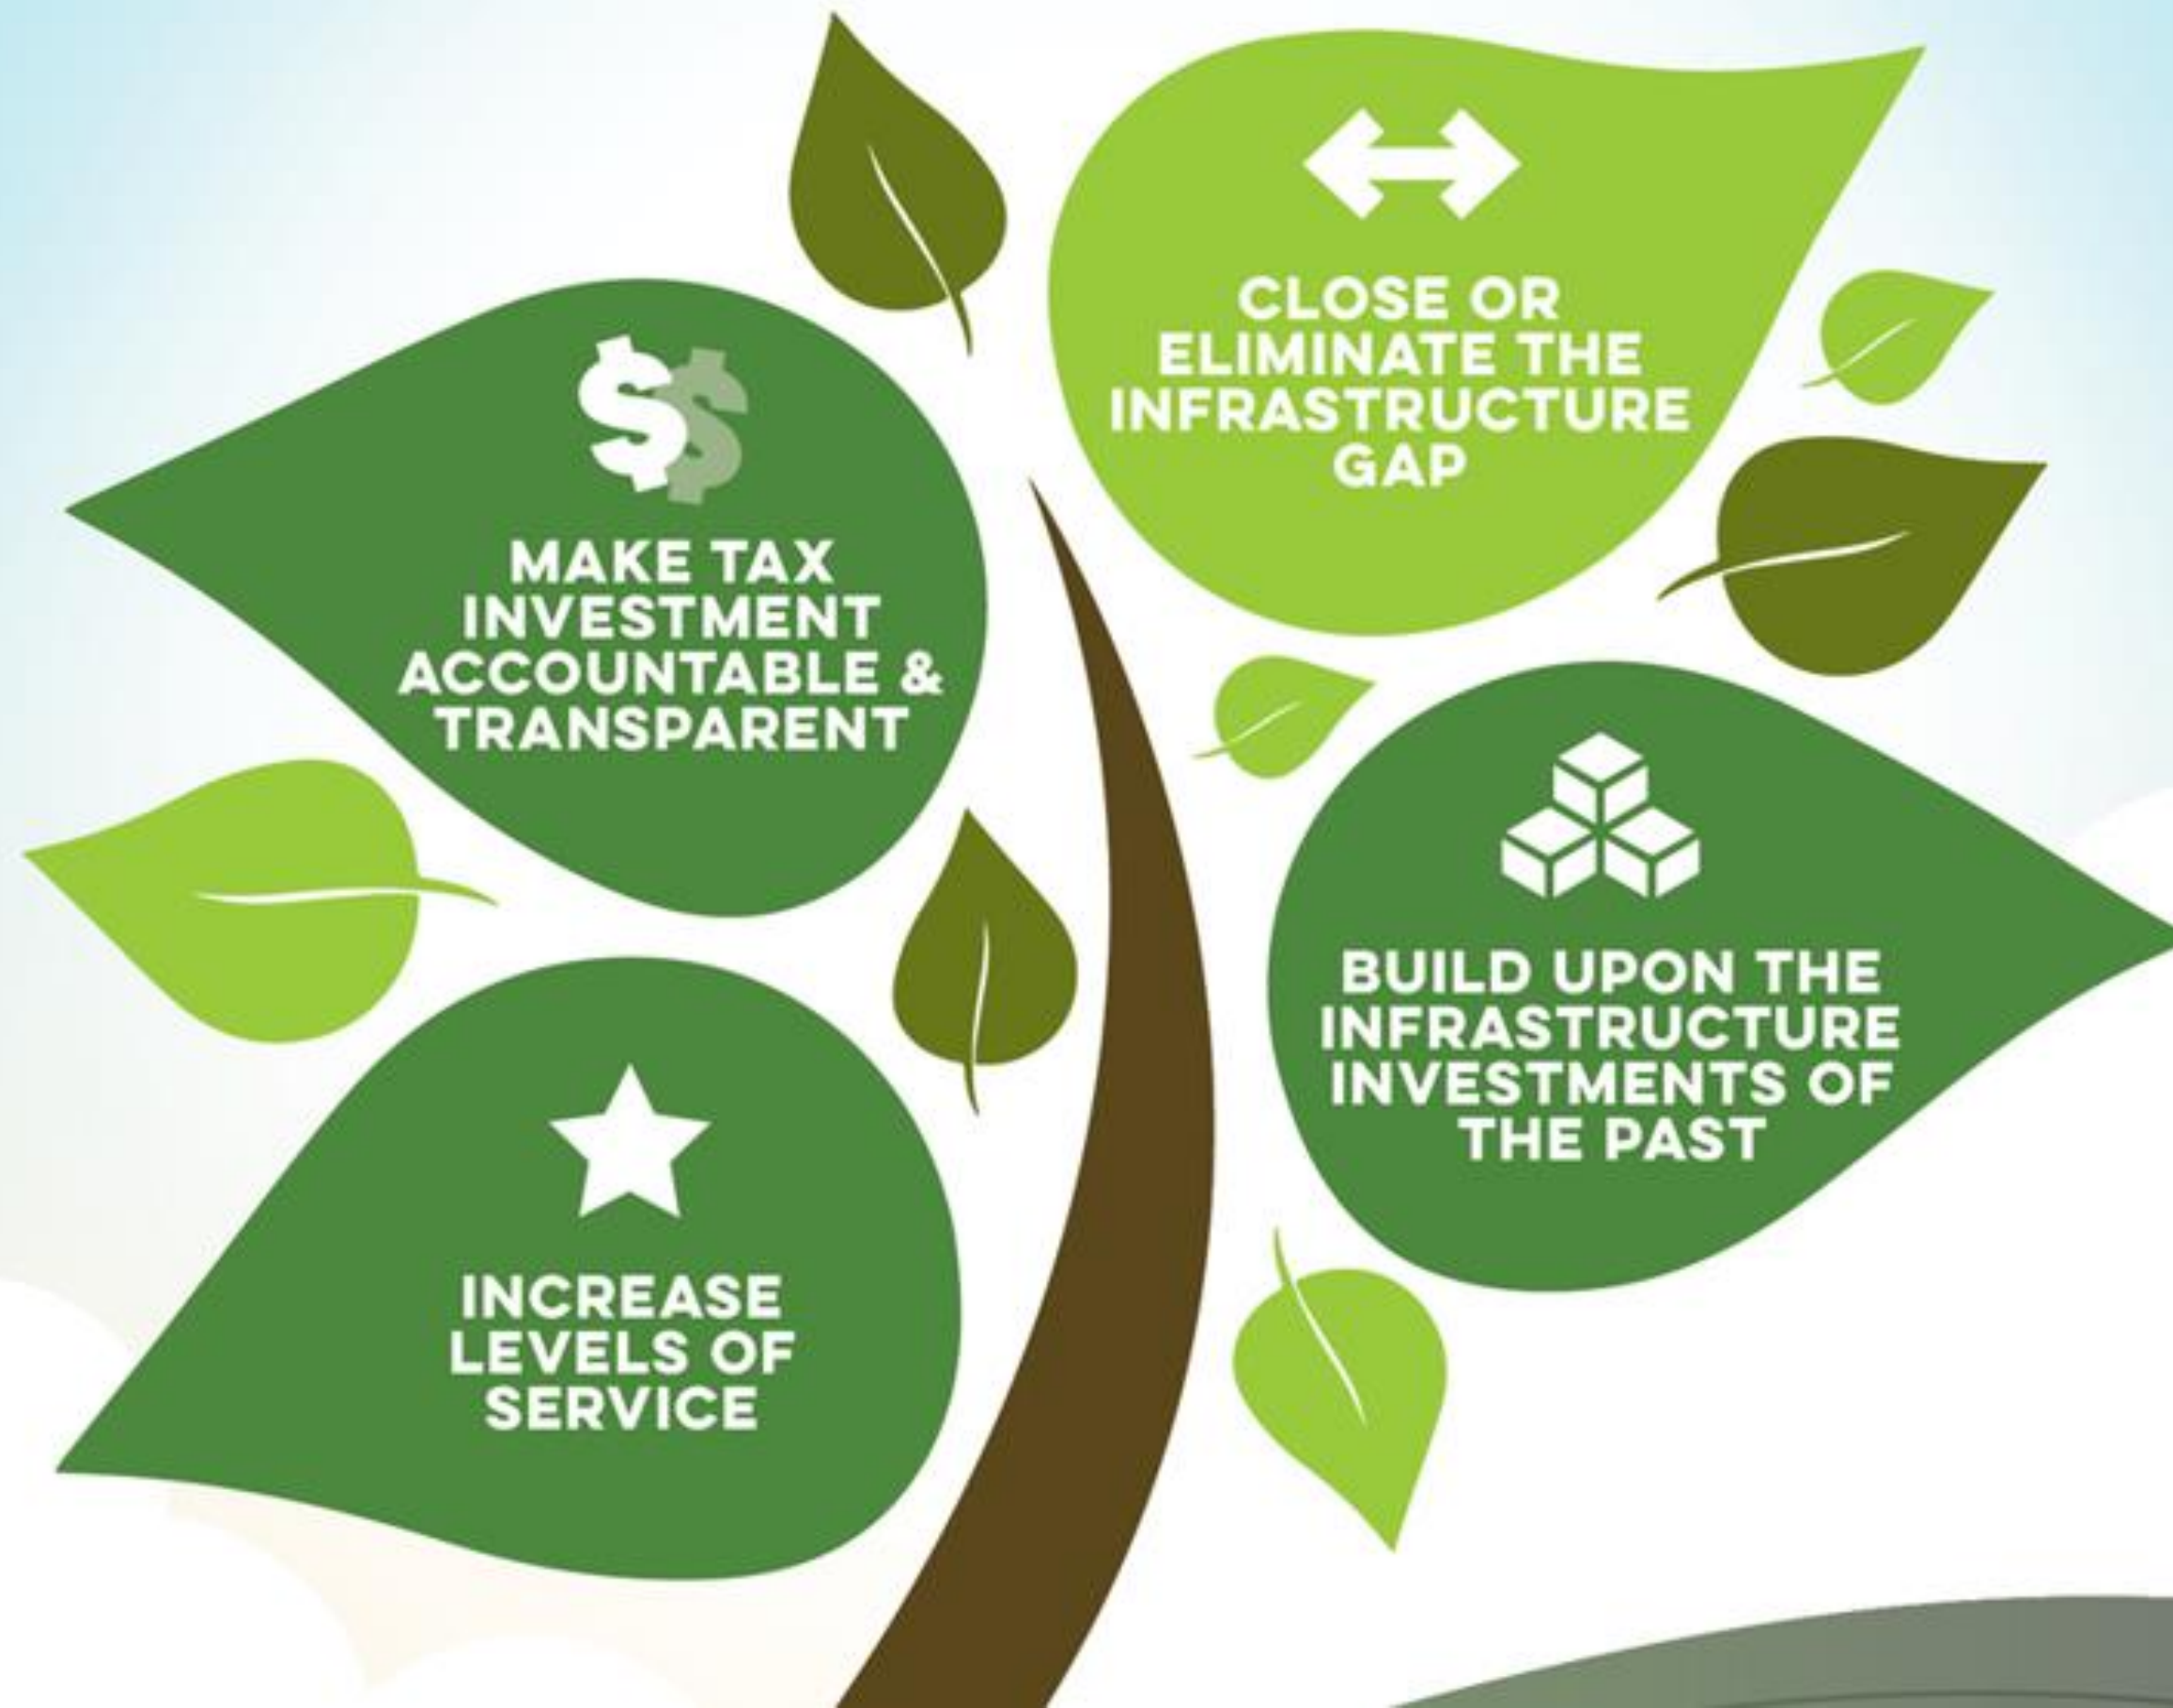 CLOSE OR
ELIMINATE THE
INFRASTRUCTURE
GAP
MAKE TAX
INVESTMENT
ACCOUNTABLE &
TRANSPARENT
BUILD UPON THE
INFRASTRUCTURE
INVESTMENTS OF
THE PAST
INCREASE
LEVELS OF
SERVICE